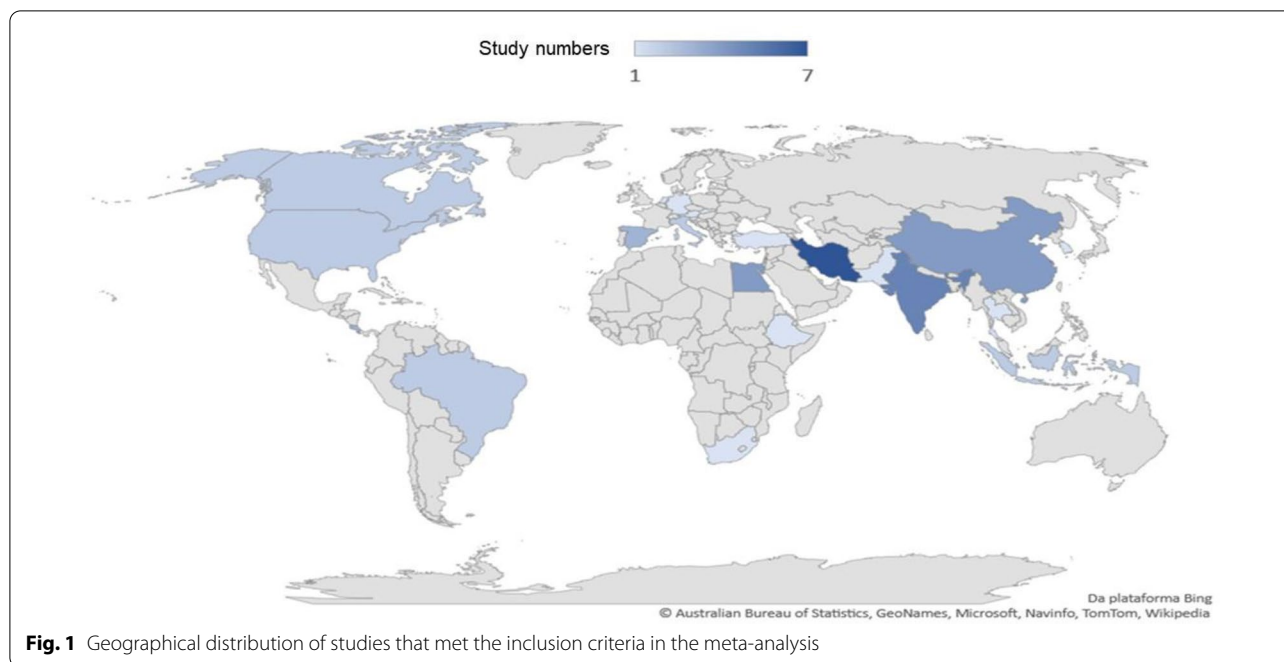 Study numbers
1 7
Da plataforma Bing
© Australian Bureau of Statistics, GeoNames, Microsoft, Navinfo, TomTom, Wikipedia
Fig. 1 Geographical distribution of studies that met the inclusion criteria in the meta-analysis